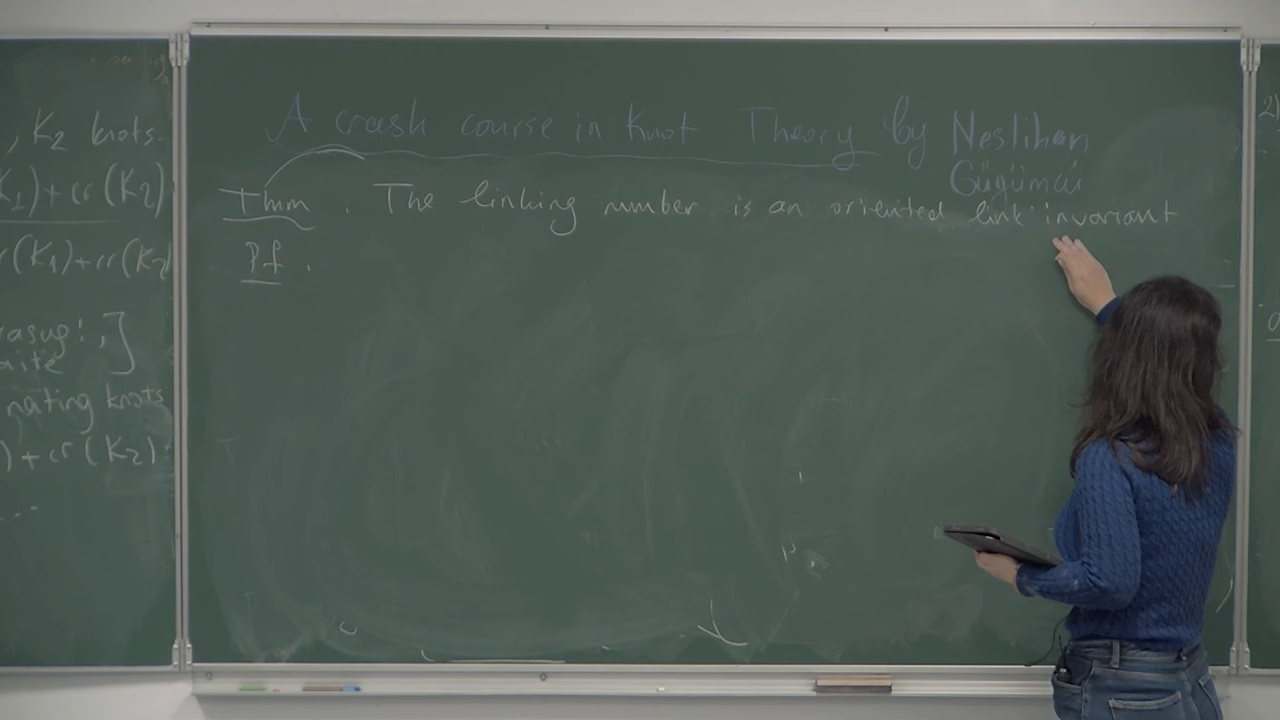 , K2 knots.
K1)+cr(K2)
r(K1)+cr(K2
nating knots
)+cr(K2).
...
A crash course in Knot Theory by Neslihan
Gügümcü
Thm. The linking number is an oriented link invariant
Pf.
2)